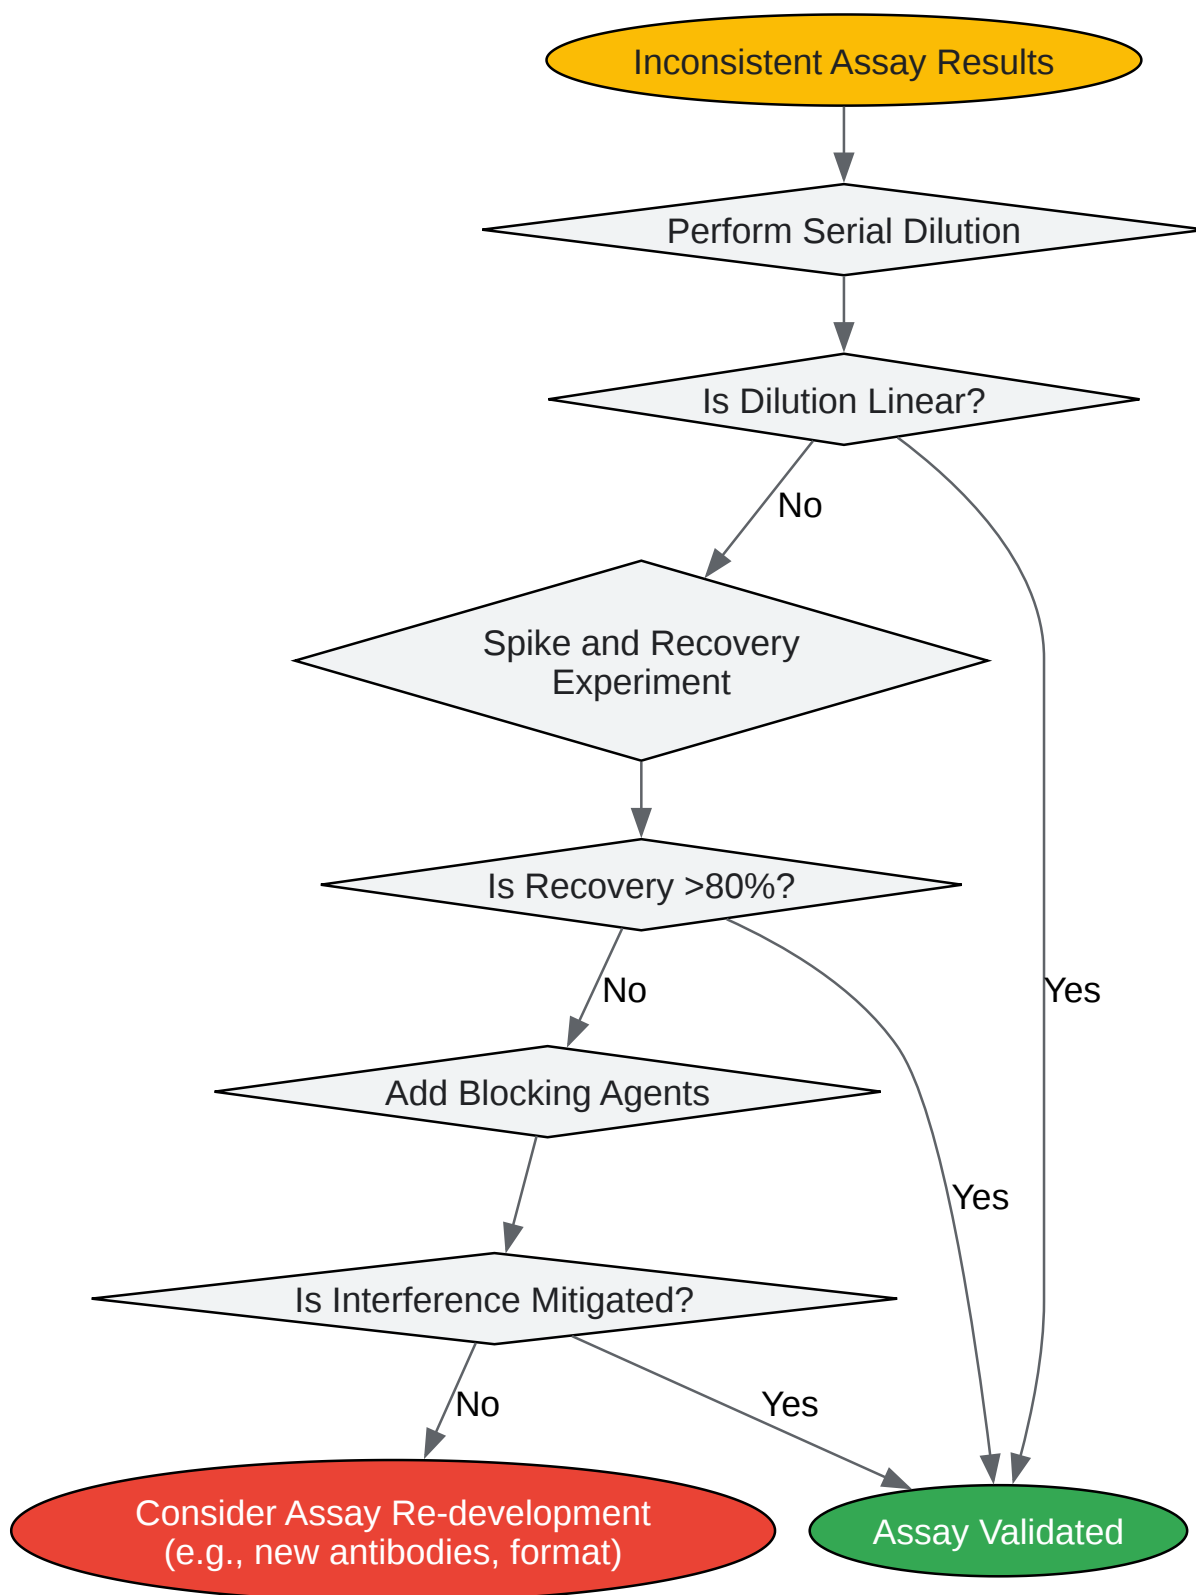 Inconsistent Assay Results
Perform Serial Dilution
Is Dilution Linear?
No
Spike and Recovery
Experiment
Is Recovery >80%?
No
Yes
Add Blocking Agents
Yes
Is Interference Mitigated?
No
Yes
Consider Assay Re-development
(e.g., new antibodies, format)
Assay Validated